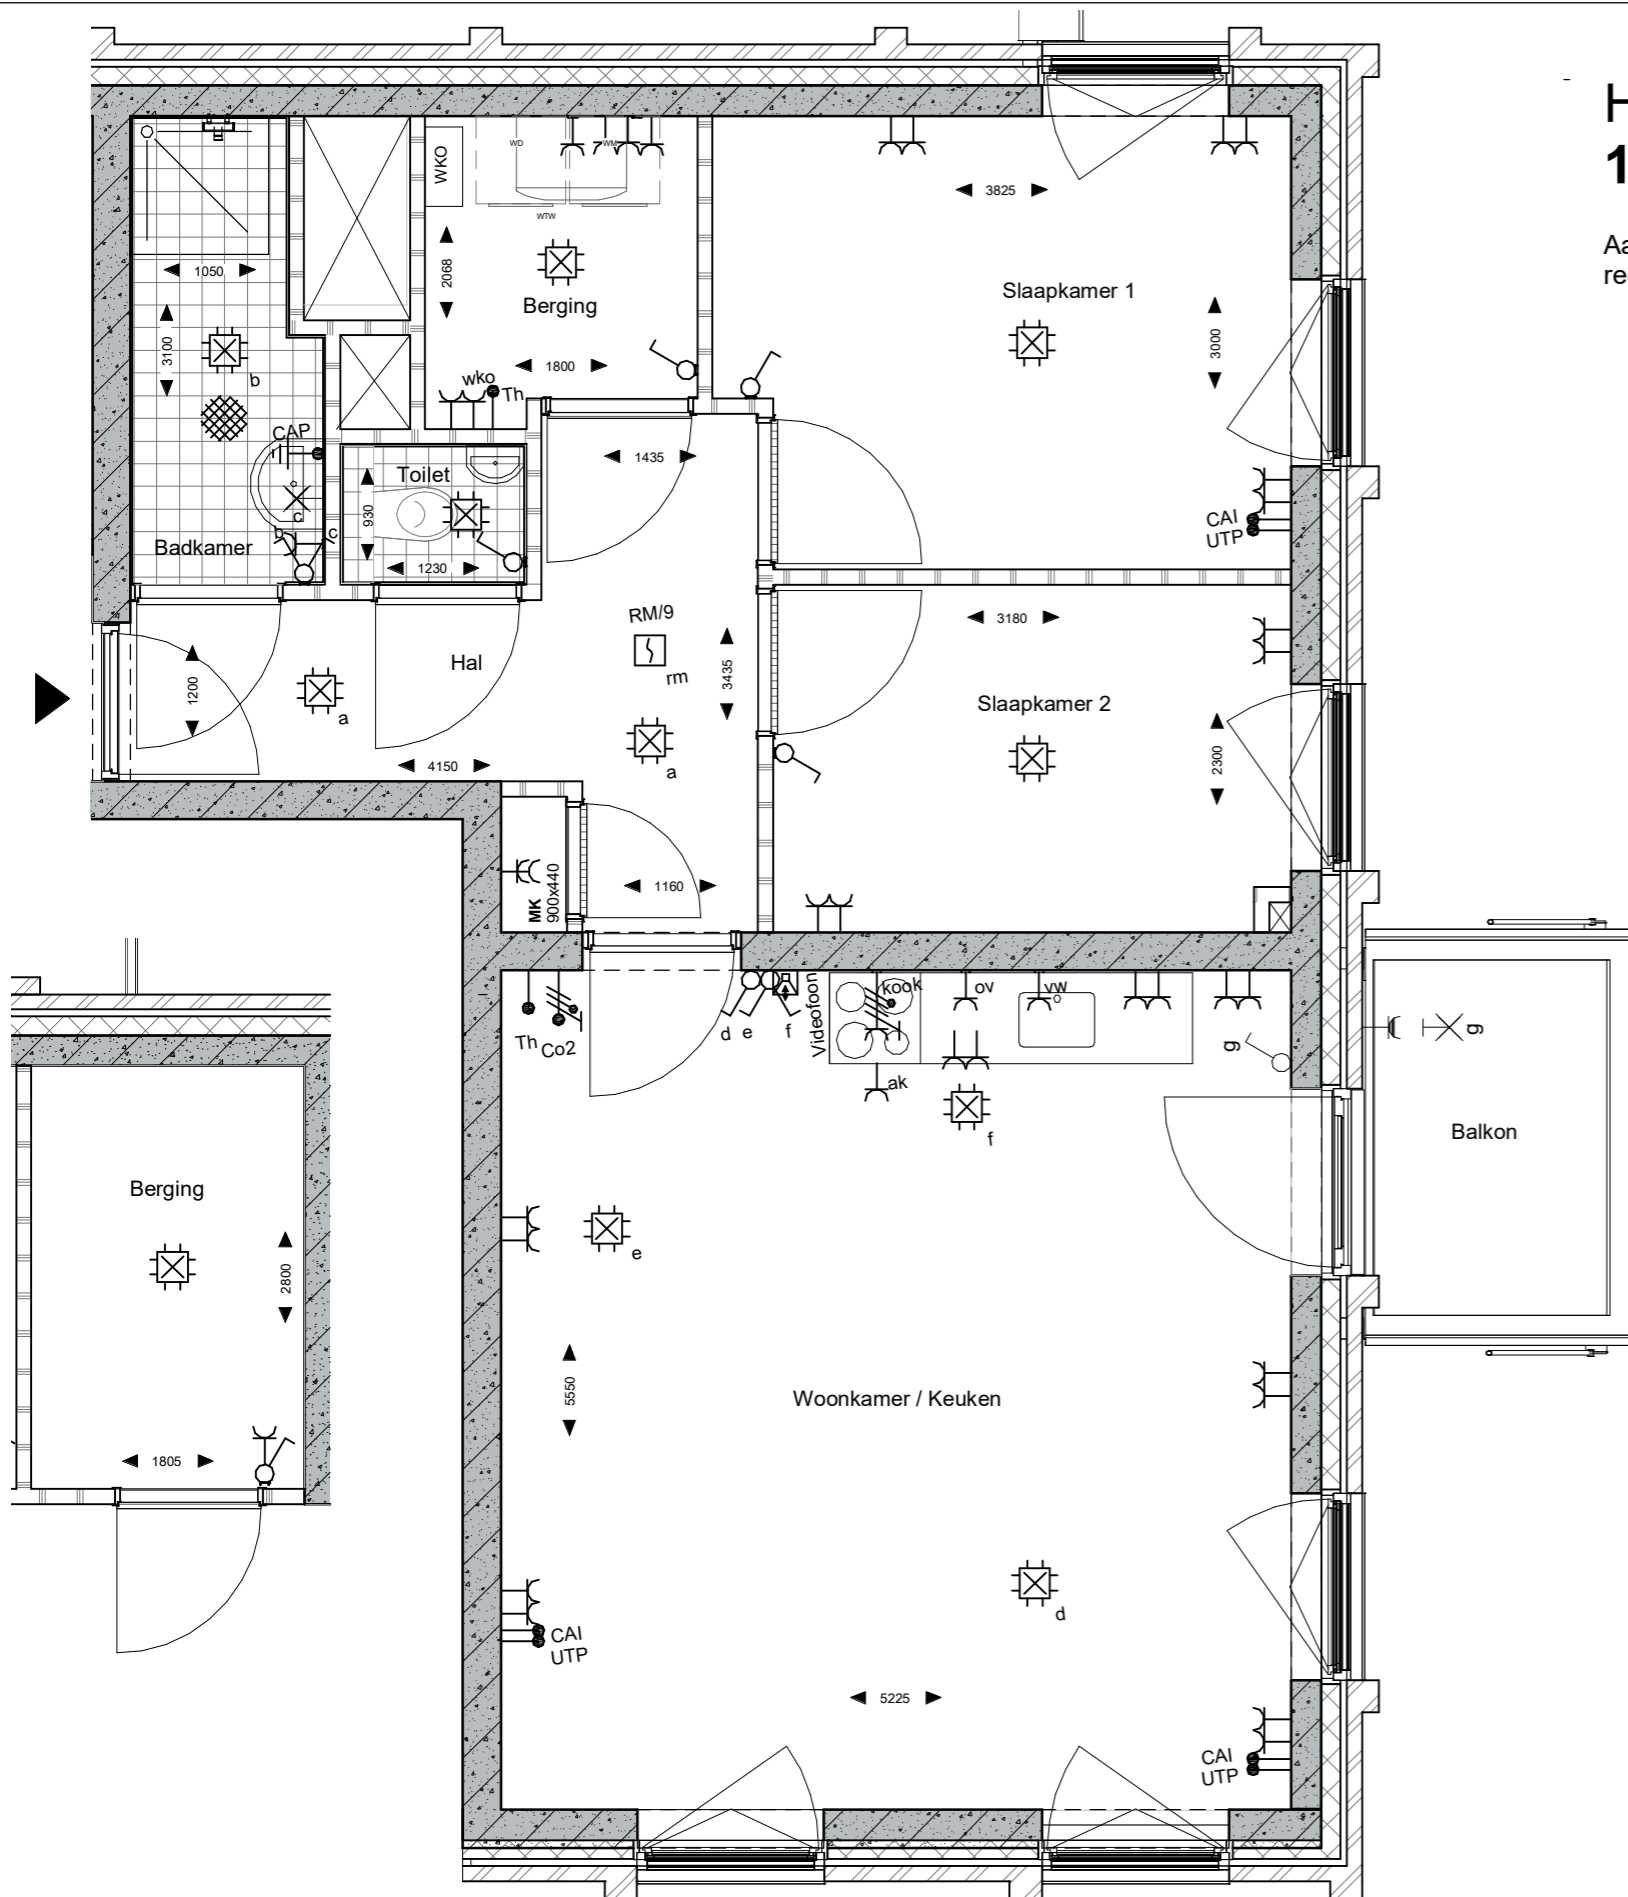 H
1
Aa
re
WKO
WD
WM
WTW
3825
1050
2068
Berging
Slaapkamer 1
3000
3100
b
1800
wko
Th
CAP
1435
Toilet
930
c
b
c
Badkamer
1230
CAI
UTP
RM/9
rm
Hal
3180
3435
1200
a
Slaapkamer 2
a
2300
4150
MK
900x440
1160
Th
Co2
d
e
f
Videofoon
kook
ov
vw
ak
g
g
f
Balkon
Berging
e
2800
5550
Woonkamer / Keuken
1805
d
CAI
UTP
5225
CAI
UTP